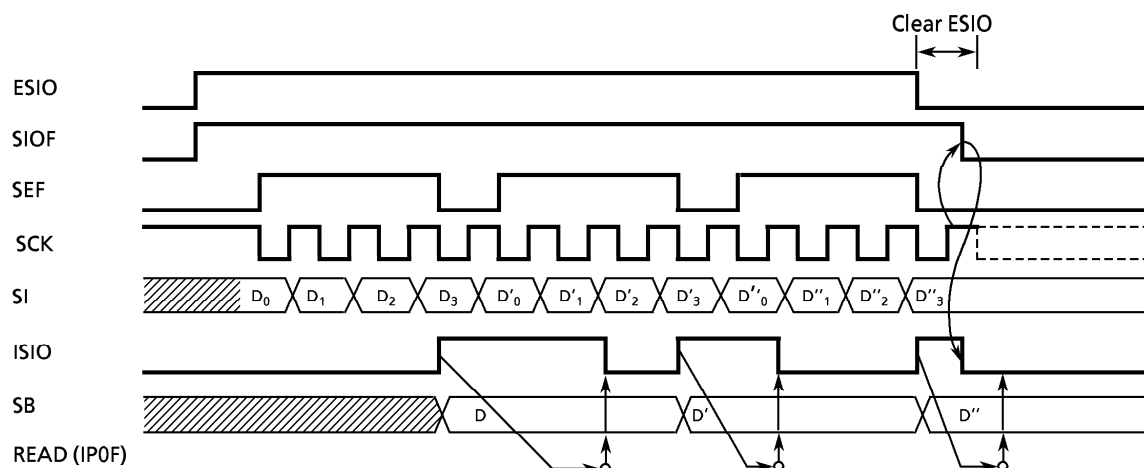 Clear ESIO
ESIO
SIOF
SEF
SCK
SI D₀ D₁ D₂ D₃ D'₀ D'₁ D'₂ D'₃ D''₀ D''₁ D''₂ D''₃
ISIO
SB D D' D''
READ (IP0F)